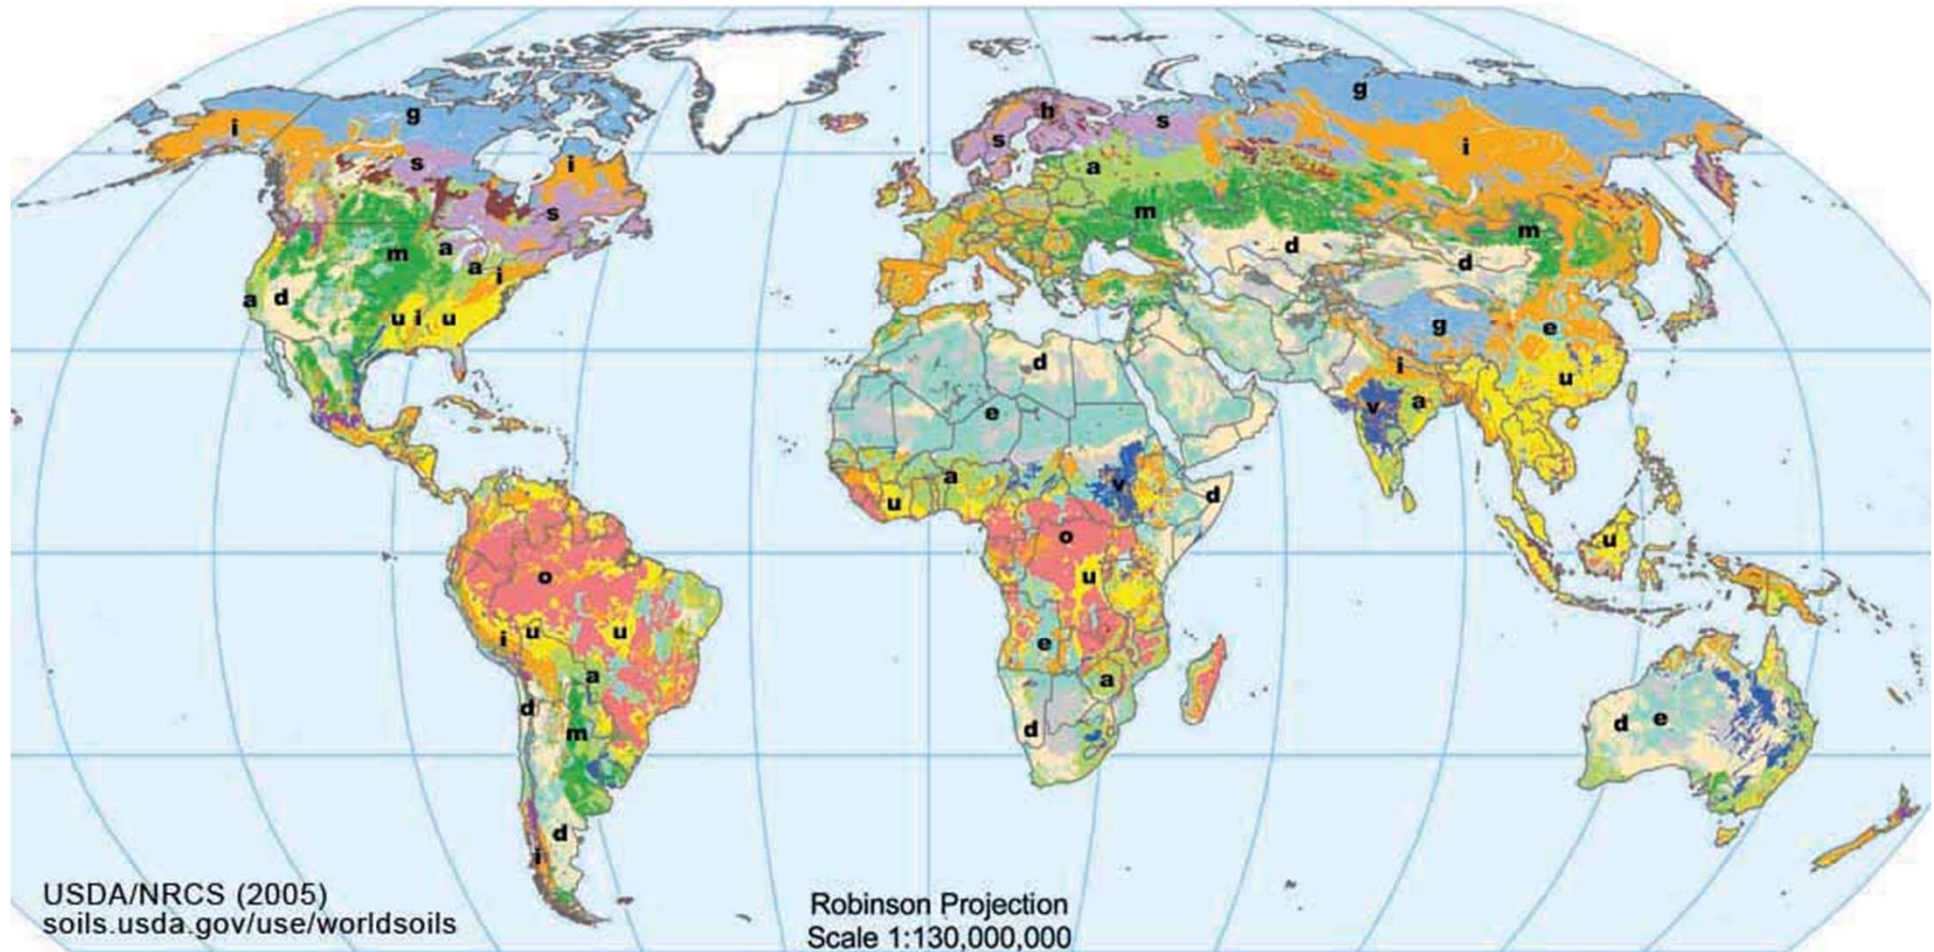 g
g
h
i
s
s
i
s
i
a
s
m
m
a
m
d
a
d
i
a
d
u
i
u
g
e
d
i
u
e
v
a
a
v
d
u
o
u
o
u
i
u
u
e
a
a
d
d
e
m
d
d
i
USDA/NRCS (2005)
soils.usda.gov/use/worldsoils
Robinson Projection
Scale 1:130,000,000